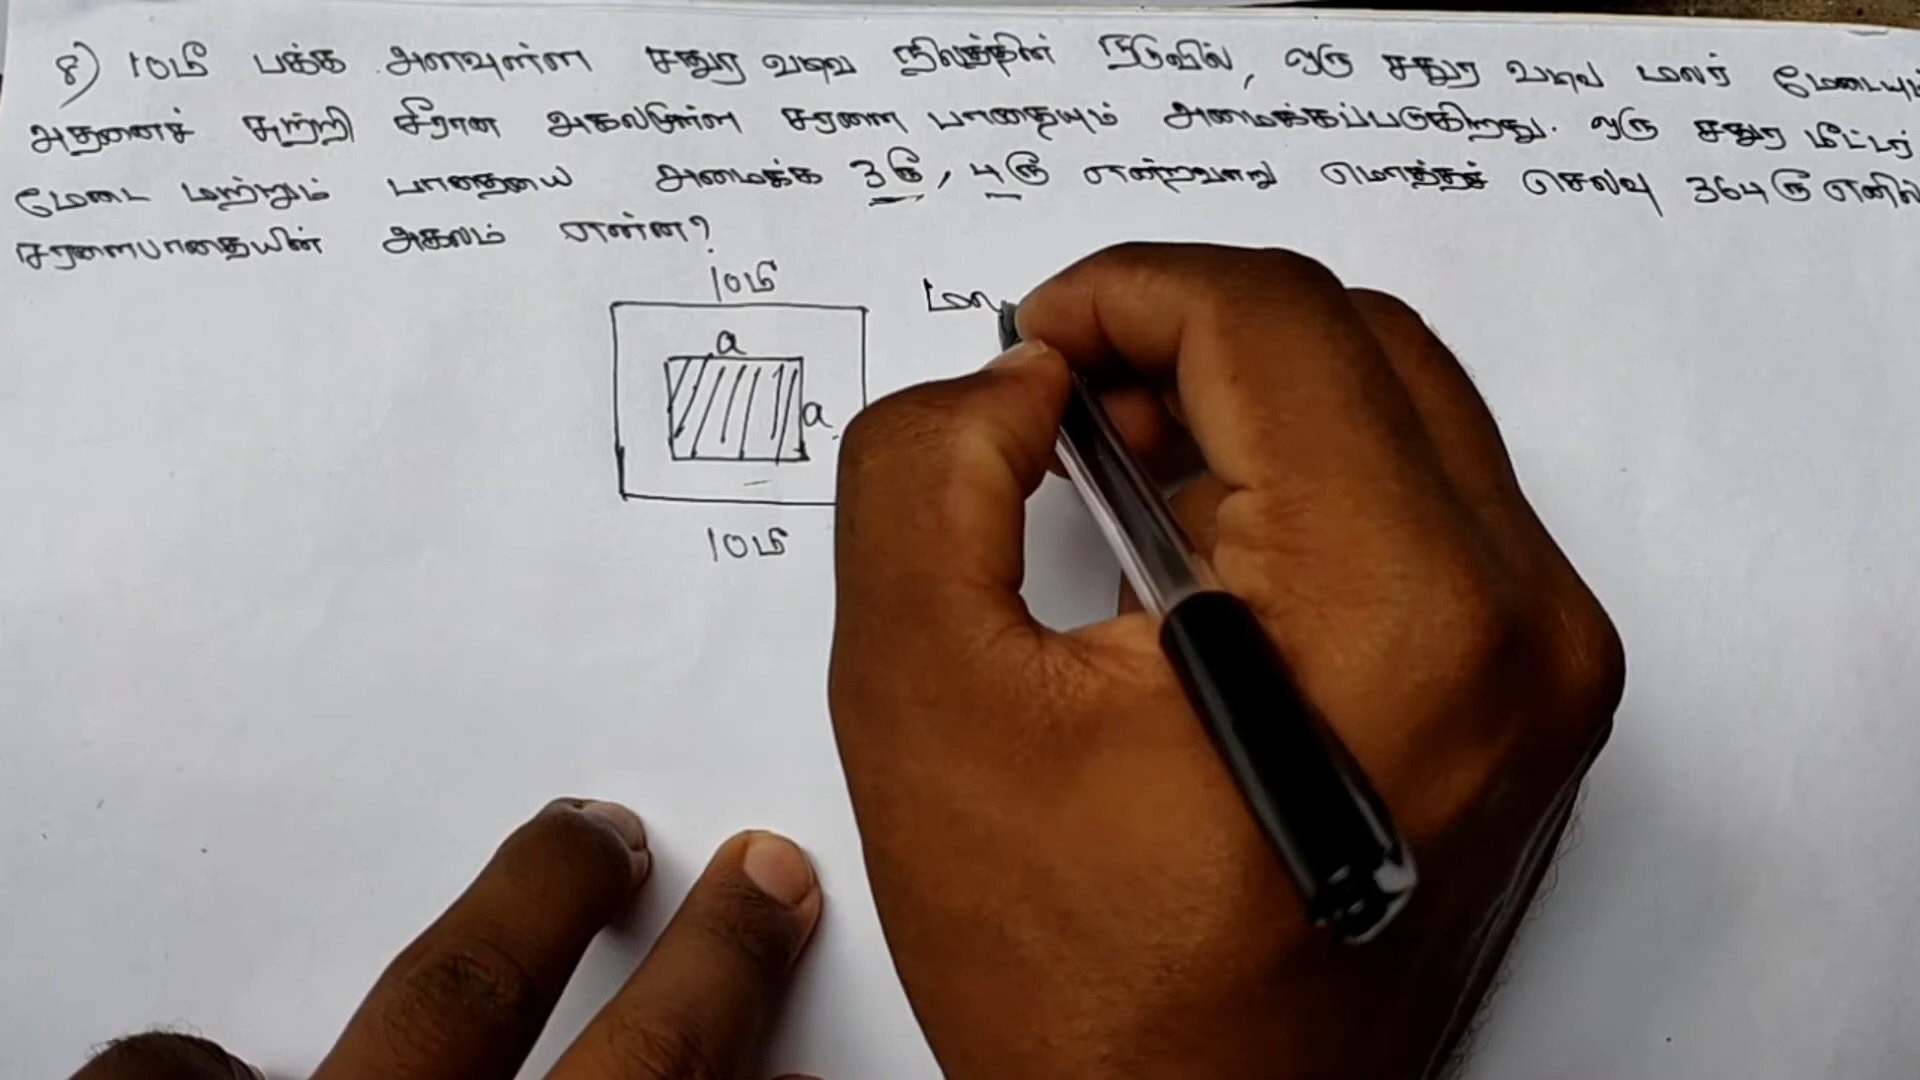 8) 10மீ பக்க அளவுள்ள சதுர வடிவ நிலத்தின் நடுவில், ஒரு சதுர வடிவ மலர் மேடையும்
அதனைச் சுற்றி சீரான அகலமுள்ள சரளை பாதையும் அமைக்கப்படுகிறது. ஒரு சதுர மீட்டர்
மேடை மற்றும் பாதையை அமைக்க 3ரூ, 4ரூ என்றவாறு மொத்தச் செலவு 364ரூ எனில்
சரளைபாதையின் அகலம் என்ன?
10மீ
a
a
10மீ